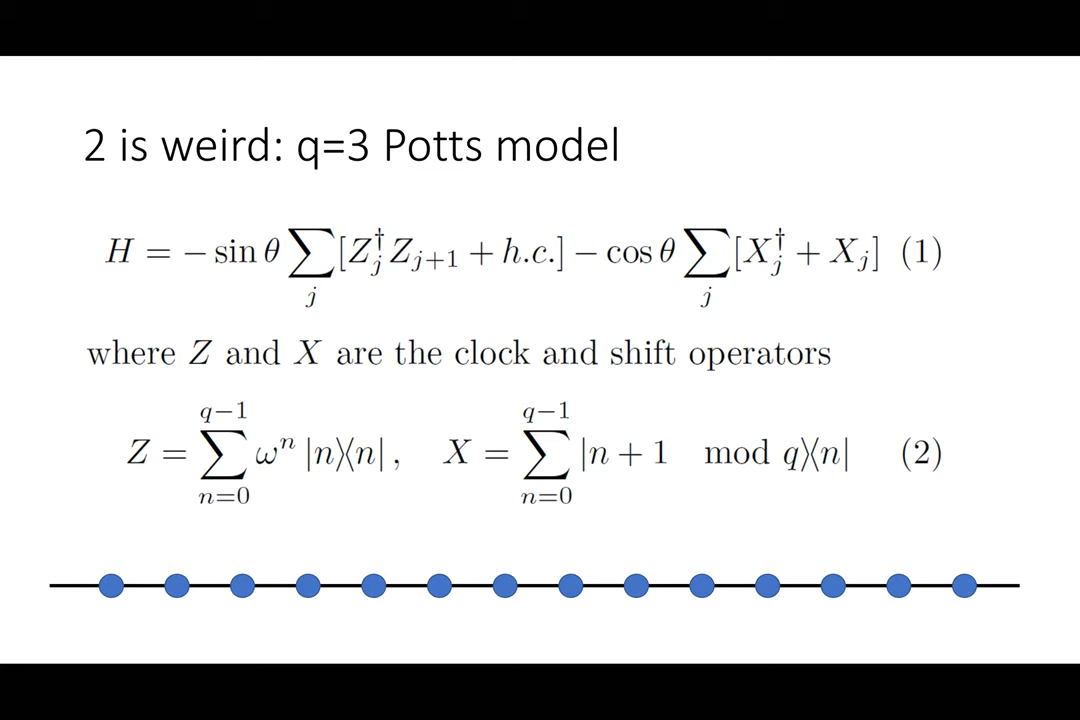 2 is weird: q=3 Potts model
H = − sin θ ∑_j [Z_j^† Z_{j+1} + h.c.] − cos θ ∑_j [X_j^† + X_j] (1)
where Z and X are the clock and shift operators
Z = ∑_{n=0}^{q−1} ω^n |n⟩⟨n| , X = ∑_{n=0}^{q−1} |n + 1 mod q⟩⟨n| (2)